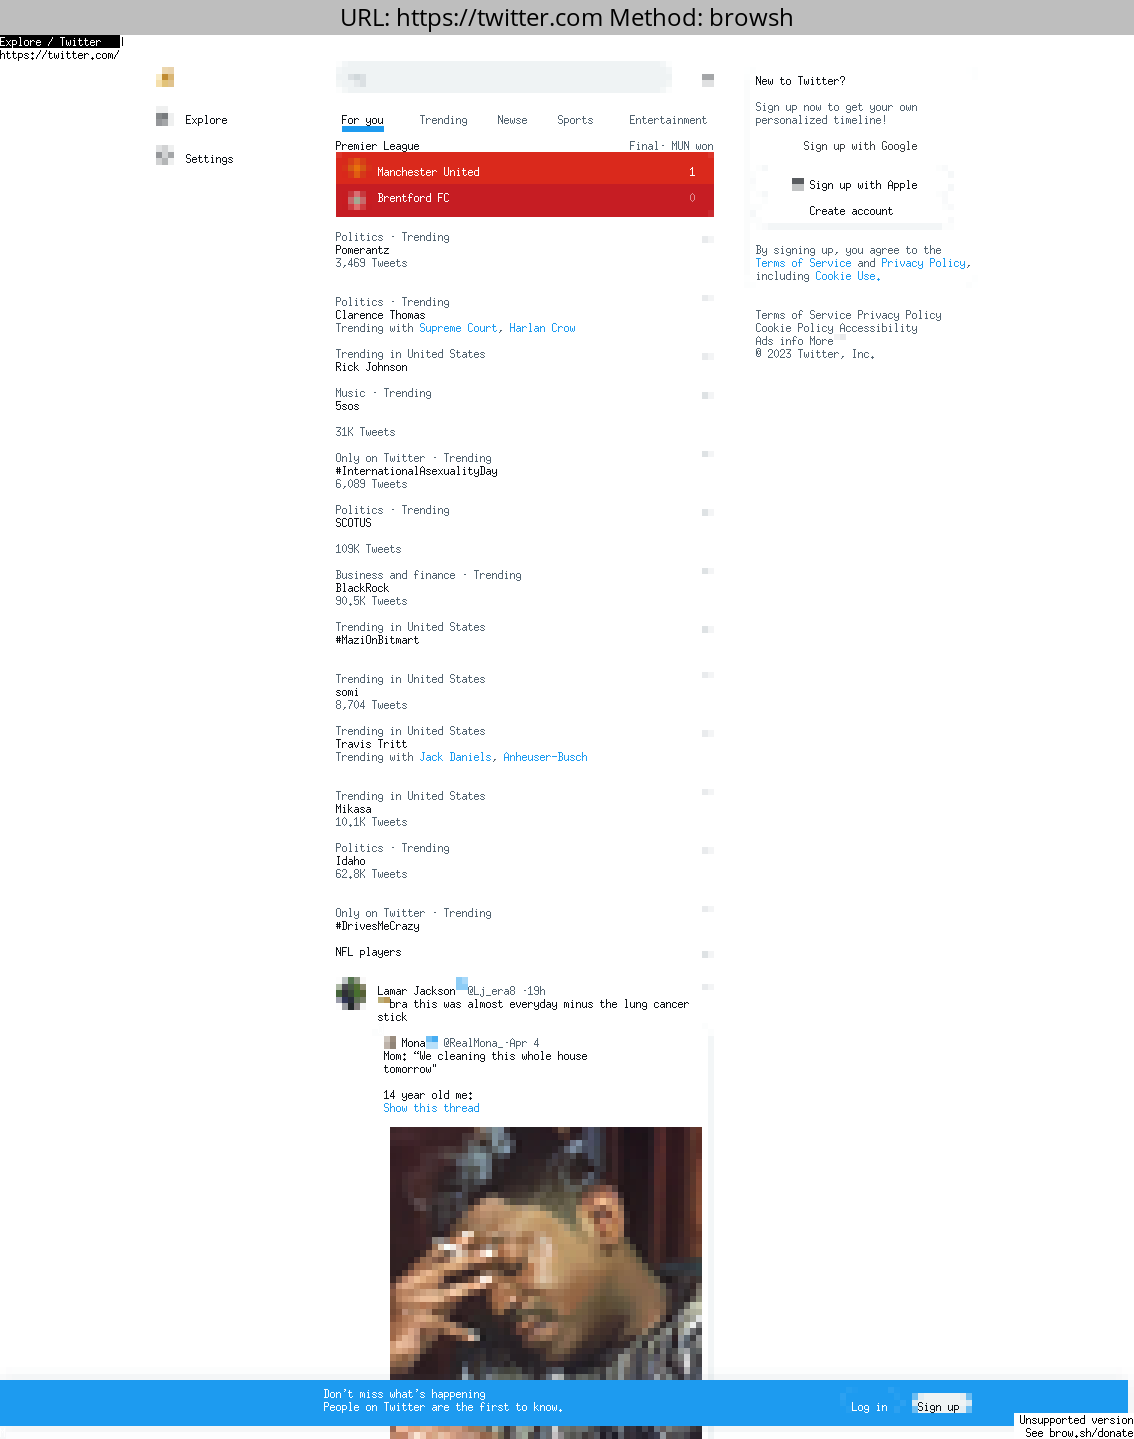 URL: https://twitter.com Method: browsh
Explore / Twitter
https://twitter.com/
Explore
Settings
For you Trending Newse Sports Entertainment
Premier League Final· MUN won
Manchester United 1
Brentford FC 0
Politics · Trending
Pomerantz
3,469 Tweets
Politics · Trending
Clarence Thomas
Trending with Supreme Court, Harlan Crow
Trending in United States
Rick Johnson
Music · Trending
5sos
31K Tweets
Only on Twitter · Trending
#InternationalAsexualityDay
6,089 Tweets
Politics · Trending
SCOTUS
109K Tweets
Business and finance · Trending
BlackRock
90.5K Tweets
Trending in United States
#MaziOnBitmart
Trending in United States
somi
8,704 Tweets
Trending in United States
Travis Tritt
Trending with Jack Daniels, Anheuser-Busch
Trending in United States
Mikasa
10.1K Tweets
Politics · Trending
Idaho
62.8K Tweets
Only on Twitter · Trending
#DrivesMeCrazy
NFL players
Lamar Jackson @Lj_era8 ·19h
bra this was almost everyday minus the lung cancer
stick
Mona @RealMona_·Apr 4
Mom: “We cleaning this whole house
tomorrow"
14 year old me:
Show this thread
New to Twitter?
Sign up now to get your own
personalized timeline!
Sign up with Google
Sign up with Apple
Create account
By signing up, you agree to the
Terms of Service and Privacy Policy,
including Cookie Use.
Terms of Service Privacy Policy
Cookie Policy Accessibility
Ads info More
© 2023 Twitter, Inc.
Don’t miss what’s happening
People on Twitter are the first to know.
Log in Sign up
Unsupported version
See brow.sh/donate